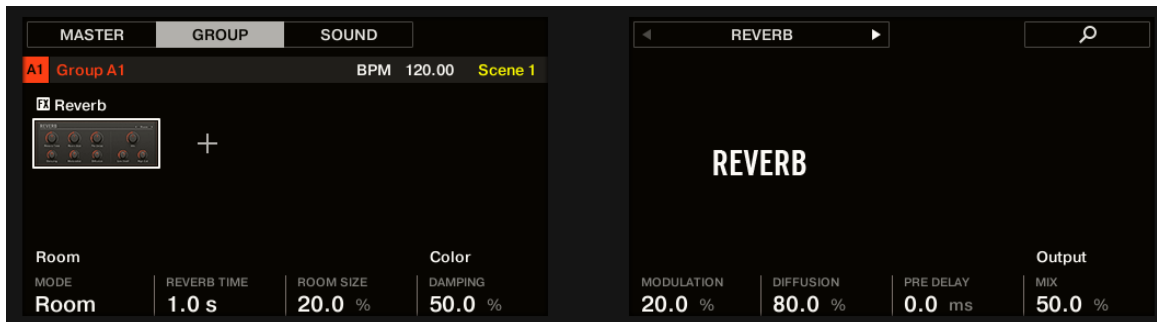 MASTER GROUP SOUND
A1 Group A1 BPM 120.00 Scene 1
FX Reverb
REVERB
Room Color
MODE REVERB TIME ROOM SIZE DAMPING
Room 1.0 s 20.0 % 50.0 %
REVERB
REVERB
Output
MODULATION DIFFUSION PRE DELAY MIX
20.0 % 80.0 % 0.0 ms 50.0 %